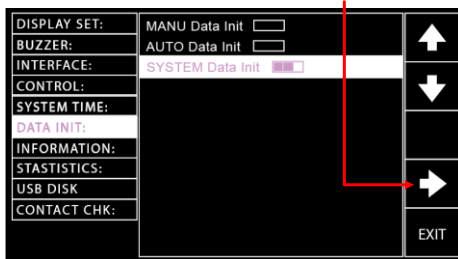 DISPLAY SET:
BUZZER:
INTERFACE:
CONTROL:
SYSTEM TIME:
DATA INIT:
INFORMATION:
STASTISTICS:
USB DISK
CONTACT CHK:
MANU Data Init
AUTO Data Init
SYSTEM Data Init
EXIT